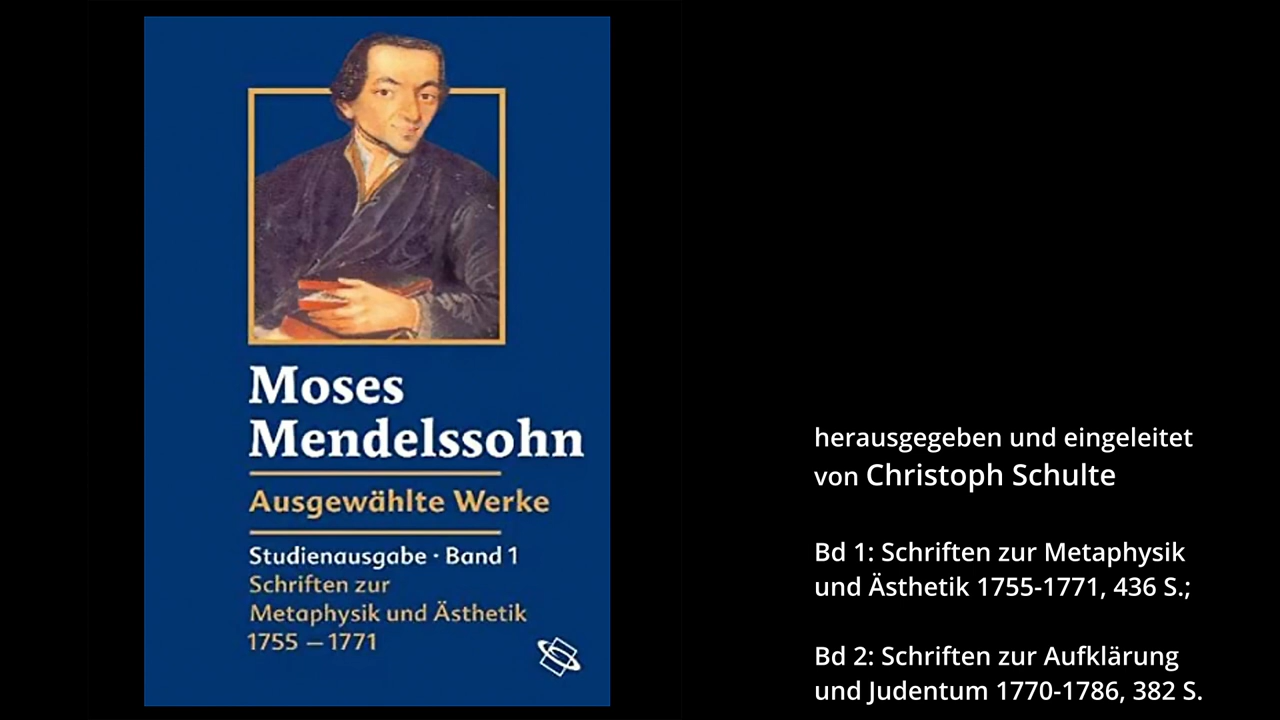 Moses
Mendelssohn
Ausgewählte Werke
Studienausgabe · Band 1
Schriften zur
Metaphysik und Ästhetik
1755 – 1771
herausgegeben und eingeleitet
von Christoph Schulte
Bd 1: Schriften zur Metaphysik
und Ästhetik 1755-1771, 436 S.;
Bd 2: Schriften zur Aufklärung
und Judentum 1770-1786, 382 S.